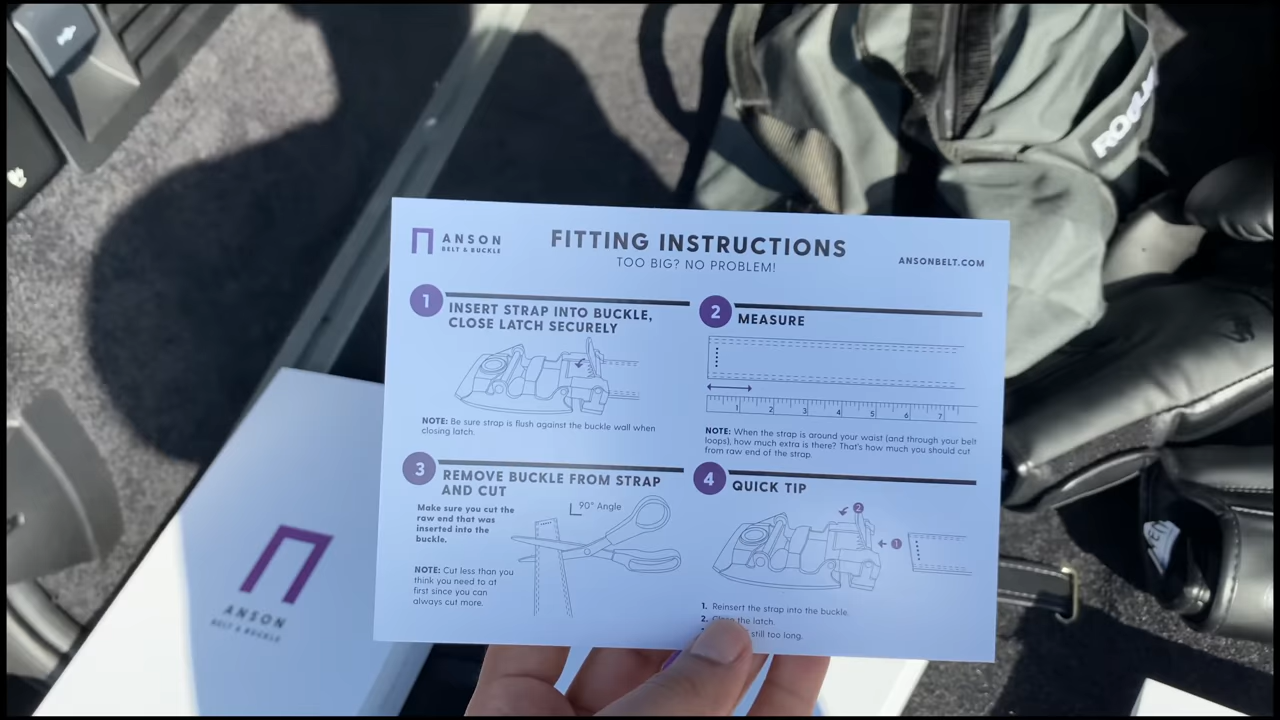 ROGUE
ANSON
BELT & BUCKLE
FITTING INSTRUCTIONS
TOO BIG? NO PROBLEM!
ANSONBELT.COM
1
INSERT STRAP INTO BUCKLE,
CLOSE LATCH SECURELY
NOTE: Be sure strap is flush against the buckle wall when
closing latch.
2
MEASURE
1 2 3 4 5 6 7
NOTE: When the strap is around your waist (and through your belt
loops), how much extra is there? That's how much you should cut
from raw end of the strap.
3
REMOVE BUCKLE FROM STRAP
AND CUT
Make sure you cut the
raw end that was
inserted into the
buckle.
90° Angle
NOTE: Cut less than you
think you need to at
first since you can
always cut more.
4
QUICK TIP
2
1
1. Reinsert the strap into the buckle.
2. Close the latch.
still too long.
ANSON
BELT & BUCKLE